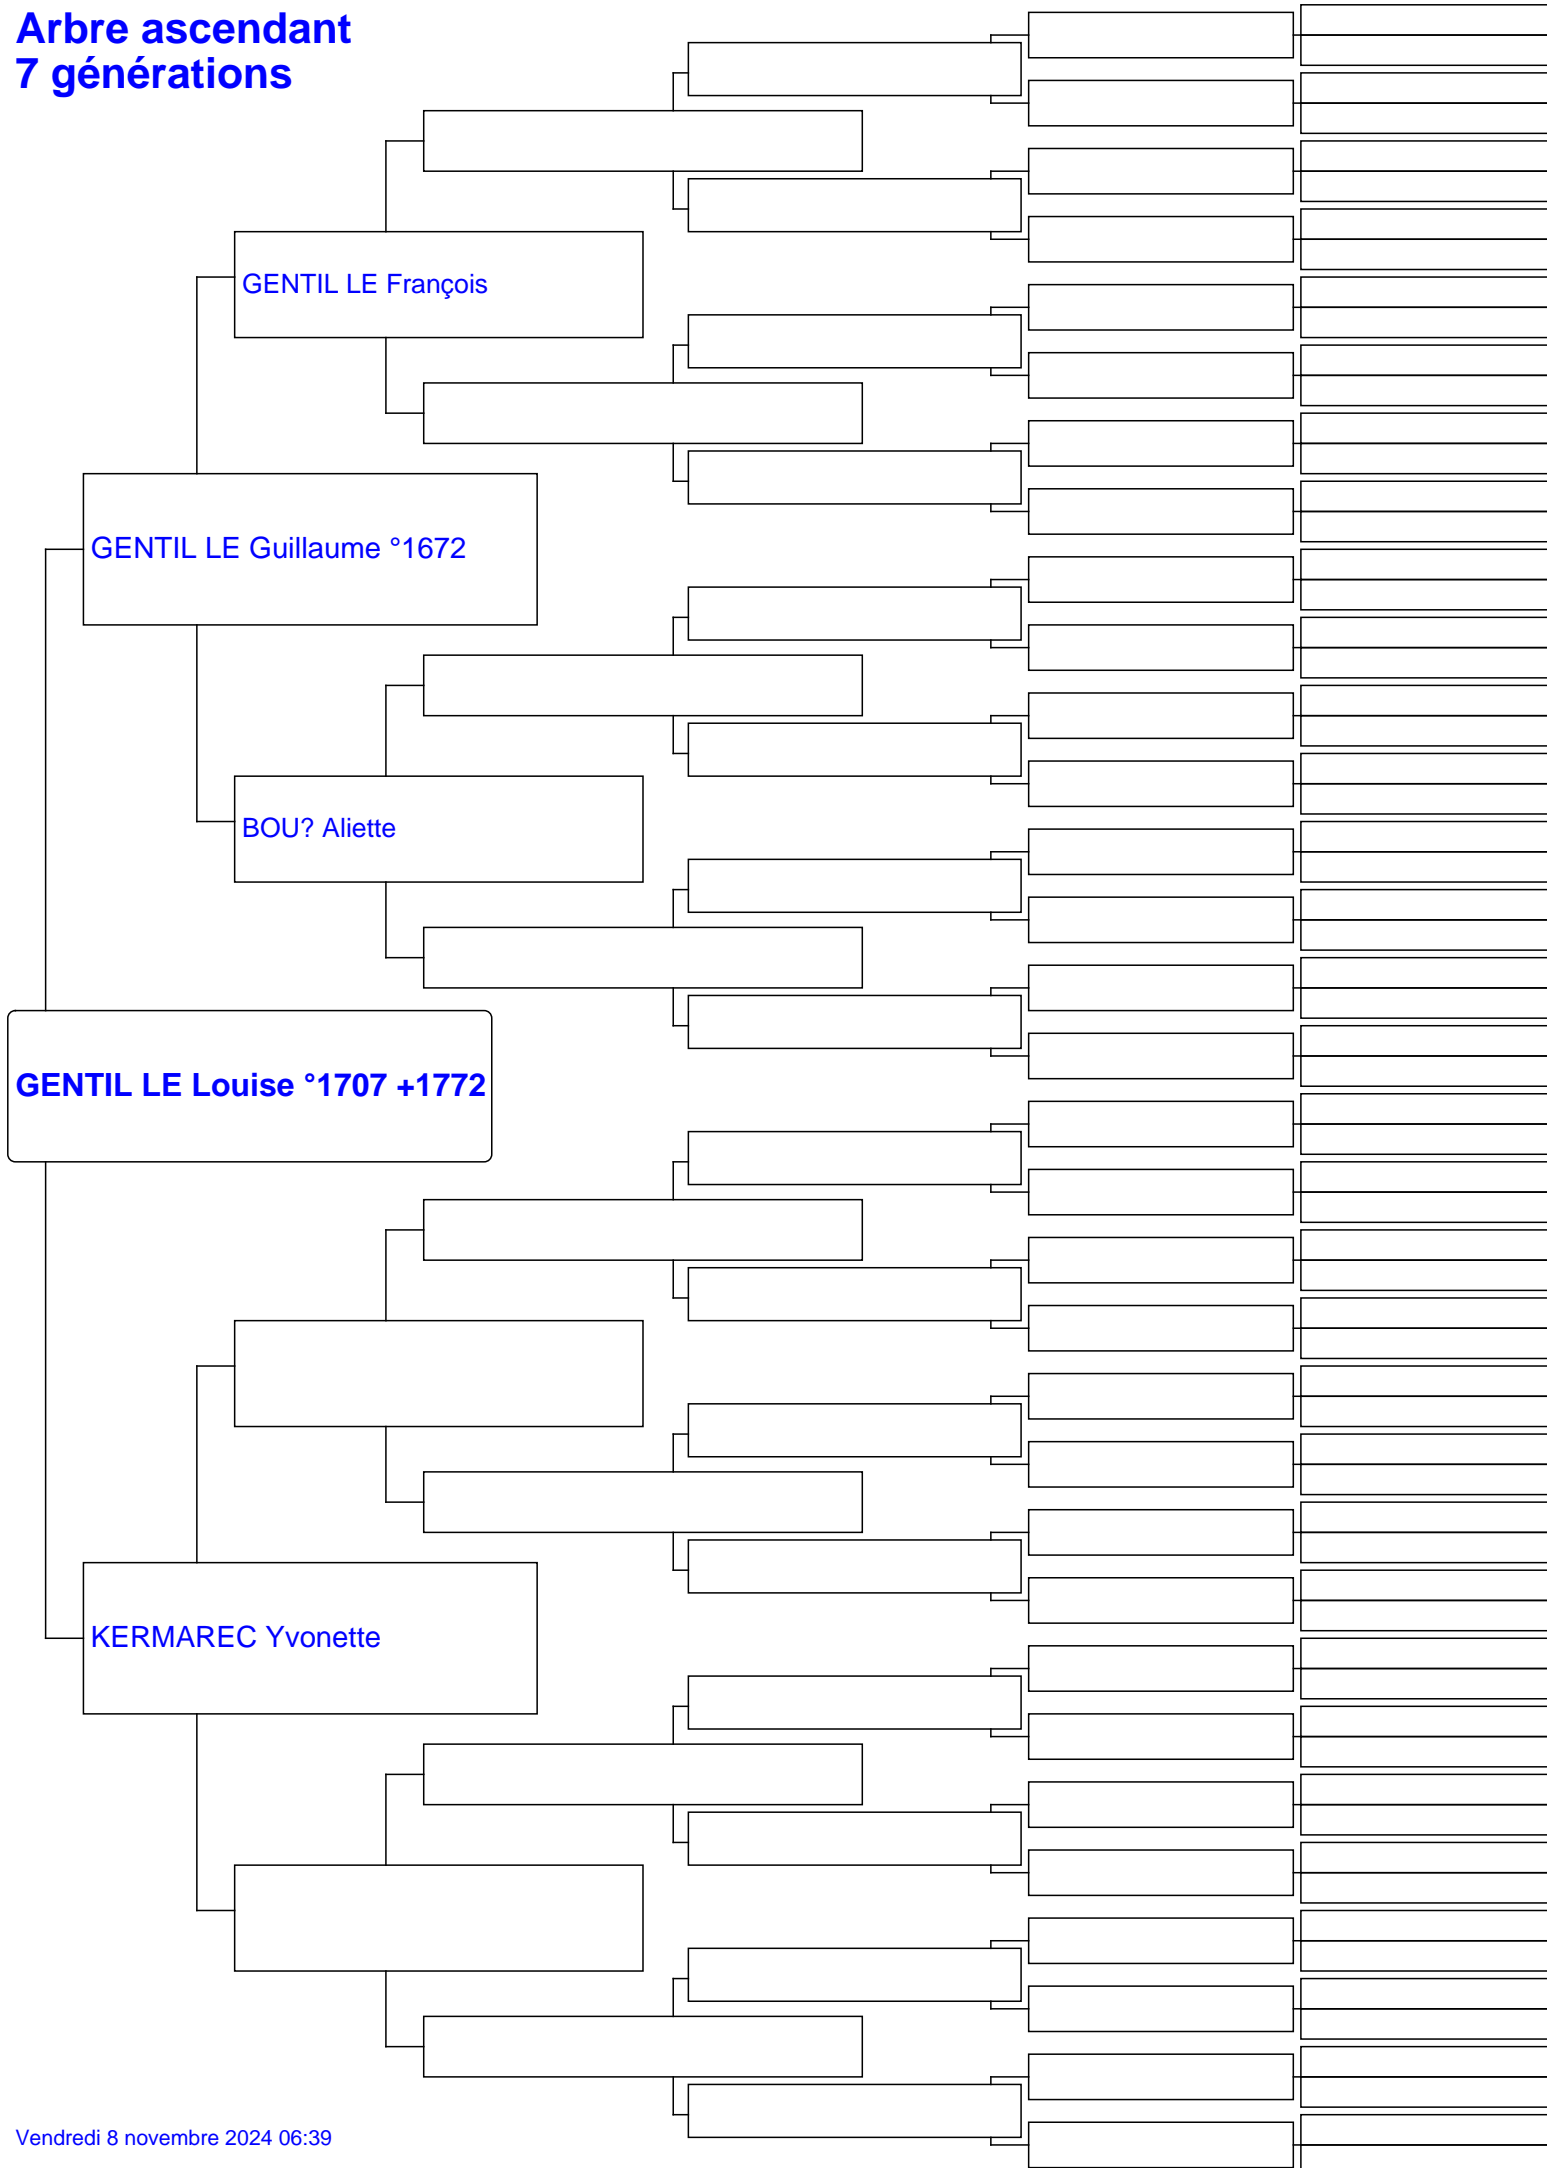 Arbre ascendant
7 générations
GENTIL LE François
GENTIL LE Guillaume °1672
BOU? Aliette
GENTIL LE Louise °1707 +1772
KERMAREC Yvonette
Vendredi 8 novembre 2024 06:39